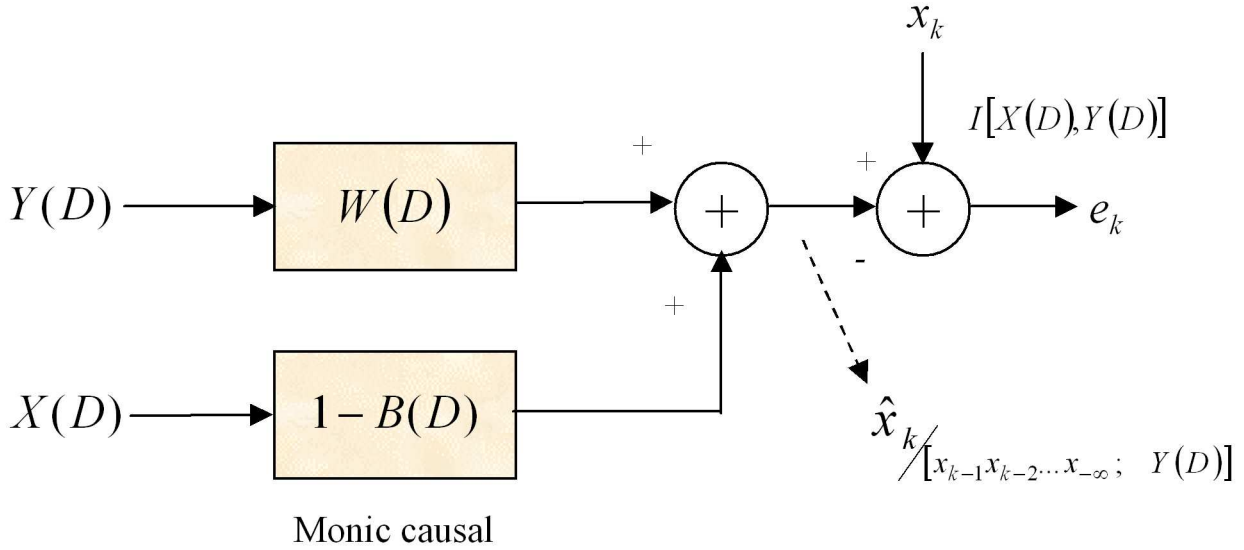 x_k
I[X(D),Y(D)]
+
+
Y(D)
W(D)
+
+
e_k
-
+
X(D)
1 − B(D)
x̂_k/[x_{k−1}x_{k−2}...x_{−∞} ; Y(D)]
Monic causal